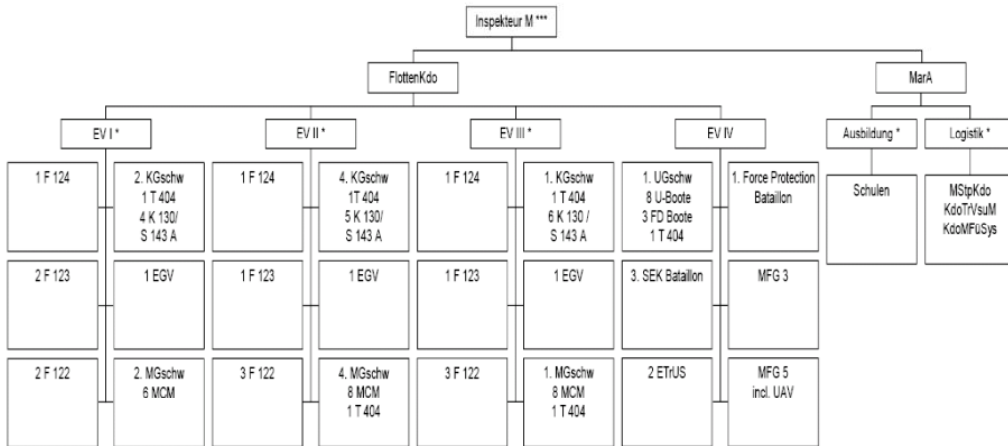 Inspekteur M ***
FlottenKdo
MarA
EV I *
EV II *
EV III *
EV IV
Ausbildung *
Logistik *
1 F 124
2. KGschw
1 T 404
4 K 130/
S 143 A
1 F 124
4. KGschw
1T 404
5 K 130/
S 143 A
1 F 124
1. KGschw
1 T 404
6 K 130 /
S 143 A
1. UGschw
8 U-Boote
3 FD Boote
1 T 404
1. Force Protection
Bataillon
Schulen
MStpKdo
KdoTrVsuM
KdoMFüSys
2 F 123
1 EGV
1 F 123
1 EGV
1 F 123
1 EGV
3. SEK Bataillon
MFG 3
2 F 122
2. MGschw
6 MCM
3 F 122
4. MGschw
8 MCM
1 T 404
3 F 122
1. MGschw
8 MCM
1 T 404
2 ETrUS
MFG 5
incl. UAV